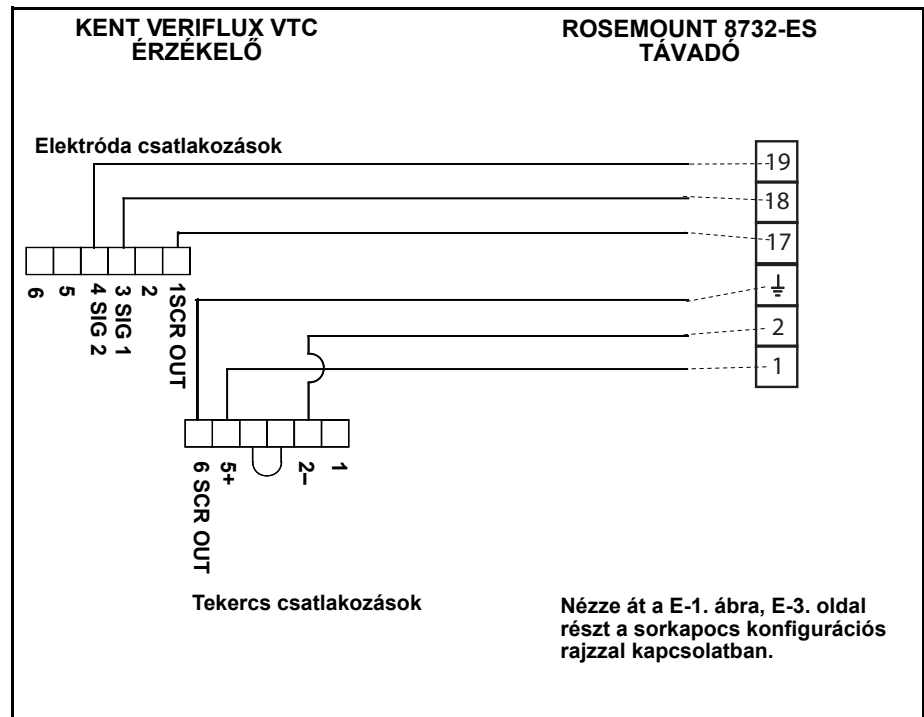 KENT VERIFLUX VTC
ÉRZÉKELŐ
ROSEMOUNT 8732-ES
TÁVADÓ
Elektróda csatlakozások
19
18
17
2
1
6
5
4 SIG 2
3 SIG 1
2
1SCR OUT
6 SCR OUT
5+
2–
1
Tekercs csatlakozások
Nézze át a E-1. ábra, E-3. oldal
részt a sorkapocs konfigurációs
rajzzal kapcsolatban.